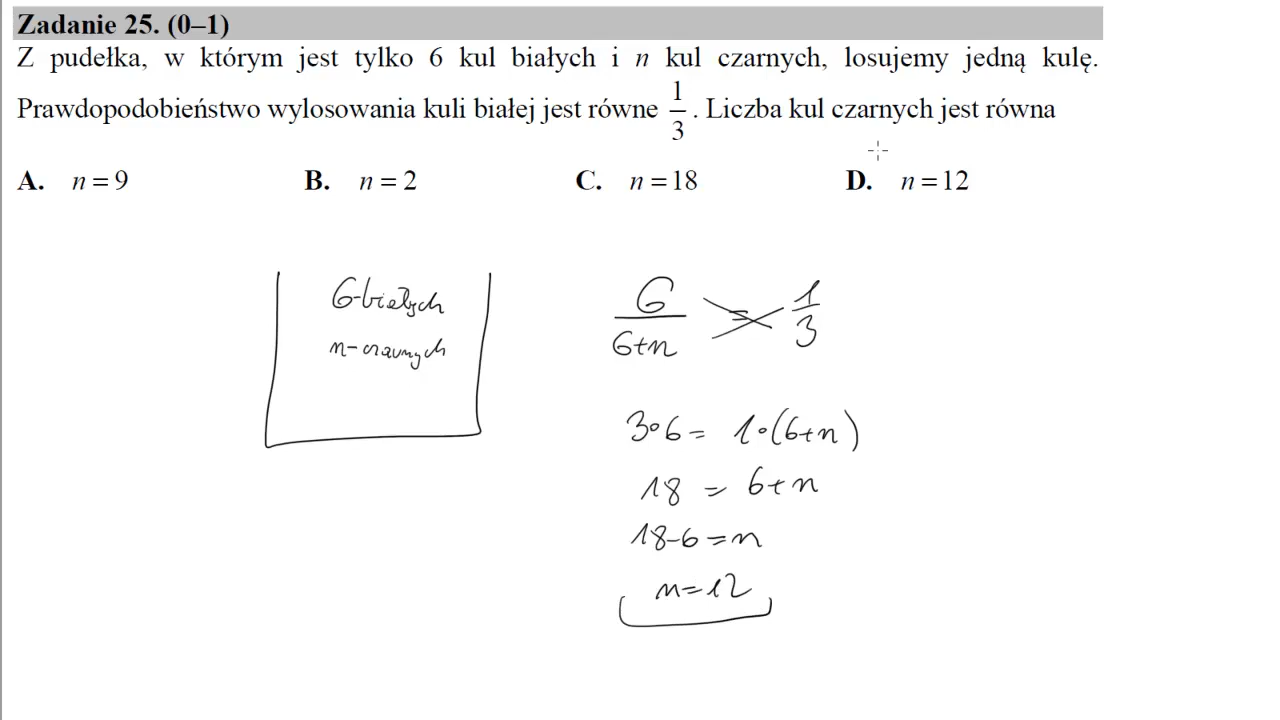 Zadanie 25. (0–1)
Z pudełka, w którym jest tylko 6 kul białych i n kul czarnych, losujemy jedną kulę.
Prawdopodobieństwo wylosowania kuli białej jest równe 1/3. Liczba kul czarnych jest równa
A. n = 9 B. n = 2 C. n = 18 D. n = 12
6-białych
n-czarnych
6/(6+n) = 1/3
3·6 = 1·(6+n)
18 = 6+n
18-6=n
n=12